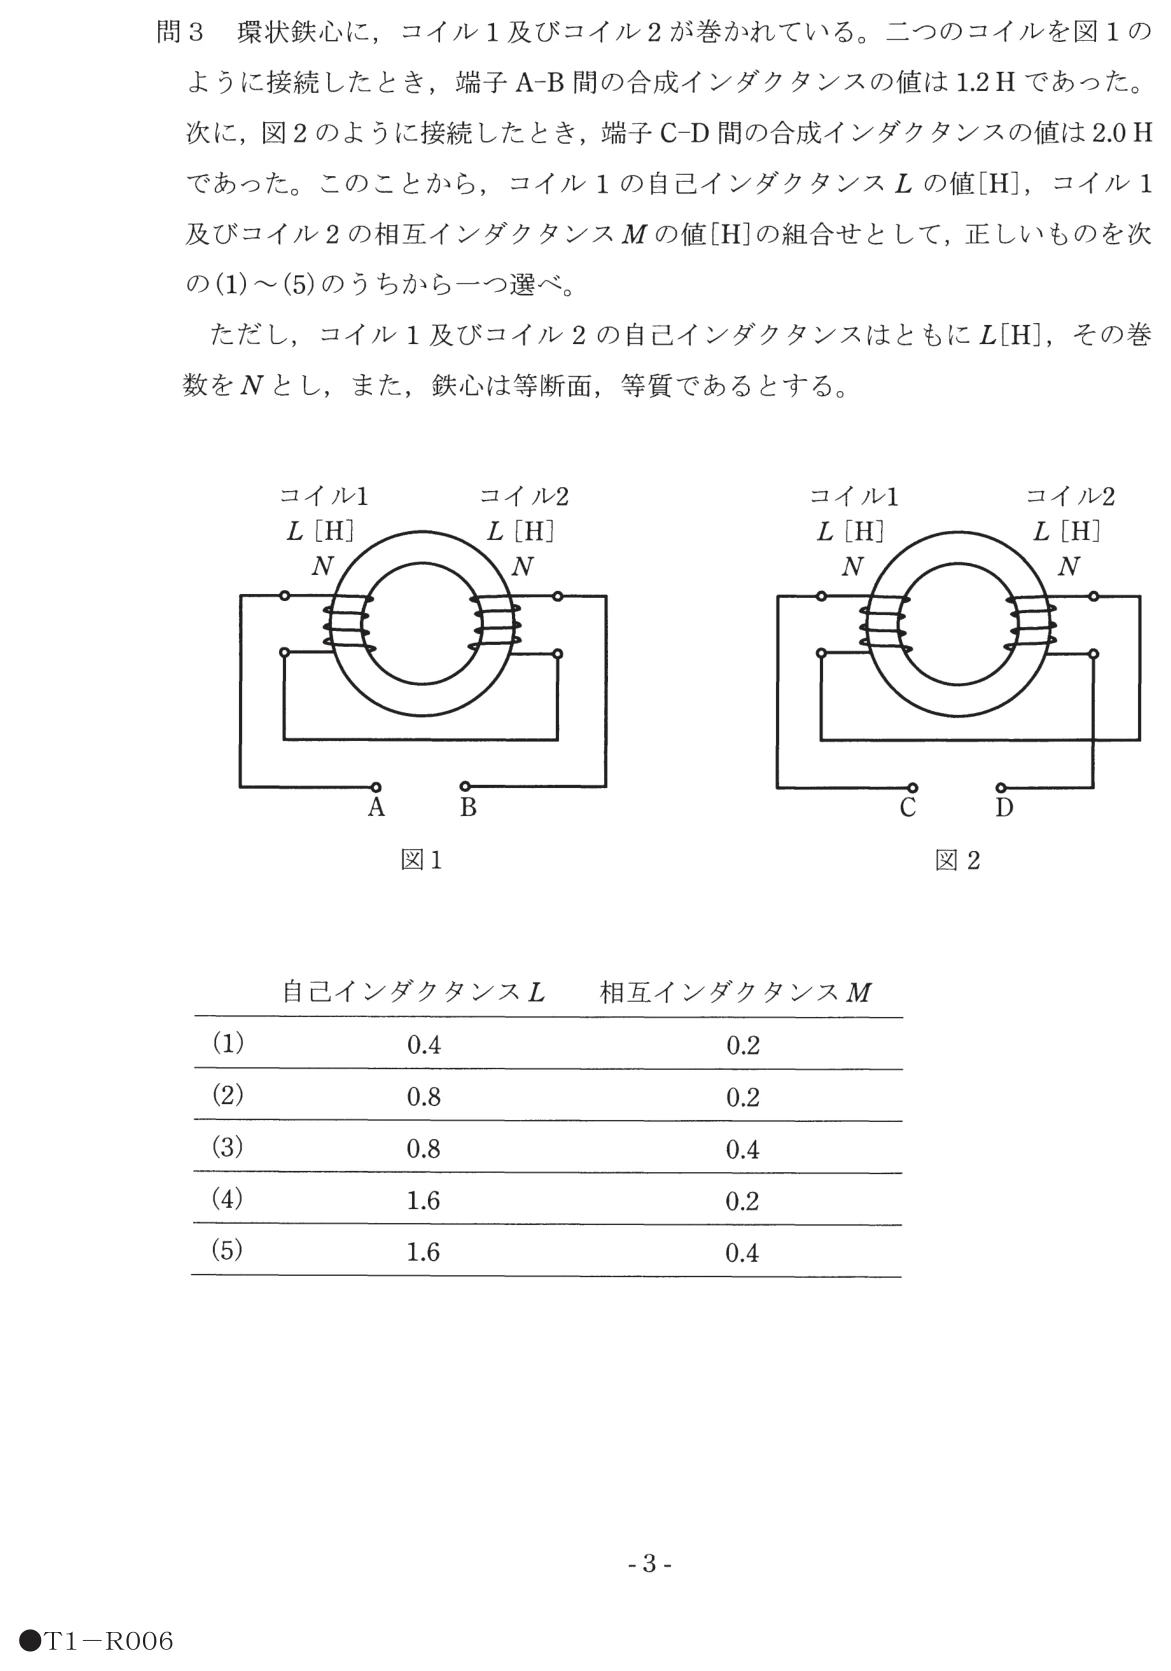 問3 環状鉄心に，コイル1及びコイル2が巻かれている。二つのコイルを図1の
ように接続したとき，端子A−B間の合成インダクタンスの値は1.2Hであった。
次に，図2のように接続したとき，端子C−D間の合成インダクタンスの値は2.0H
であった。このことから，コイル1の自己インダクタンスLの値[H]，コイル1
及びコイル2の相互インダクタンスMの値[H]の組合せとして，正しいものを次
の(1)～(5)のうちから一つ選べ。
ただし，コイル1及びコイル2の自己インダクタンスはともにL[H]，その巻
数をNとし，また，鉄心は等断面，等質であるとする。
コイル1 コイル2 コイル1 コイル2
L [H] L [H] L [H] L [H]
N N N N
A B C D
図1 図2
自己インダクタンスL 相互インダクタンスM
(1) 0.4 0.2
(2) 0.8 0.2
(3) 0.8 0.4
(4) 1.6 0.2
(5) 1.6 0.4
- 3 -
●T1－R006